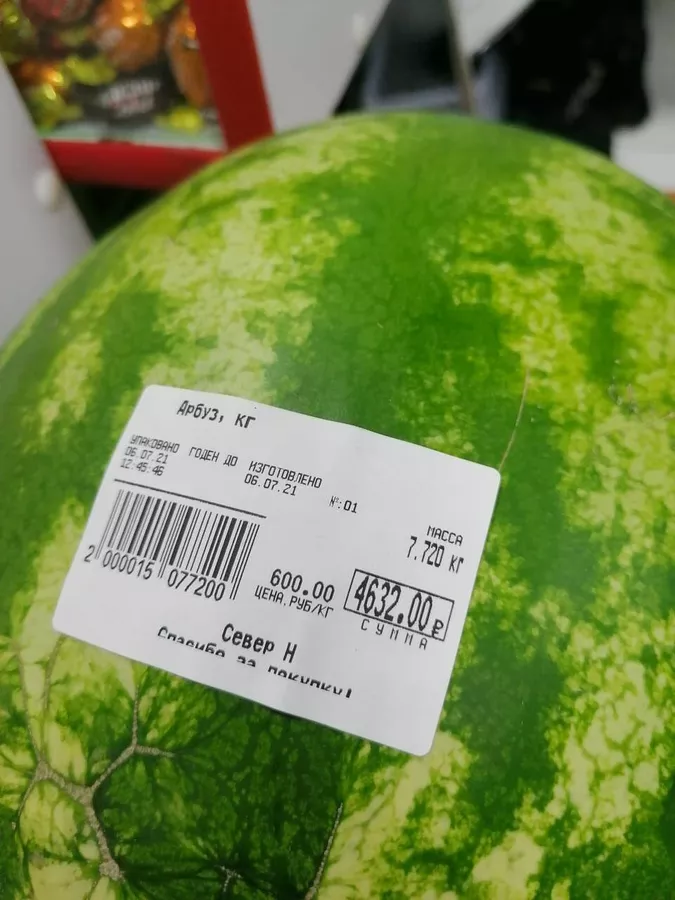 Арбуз, кг
УПАКОВАНО ГОДЕН ДО ИЗГОТОВЛЕНО
06.07.21 06.07.21
12:45:46 №:01
МАССА
7.720 кг
2 000015 077200
600.00 4632.00₽
ЦЕНА,РУБ/КГ СУММА
Север Н
Спасибо за покупку!